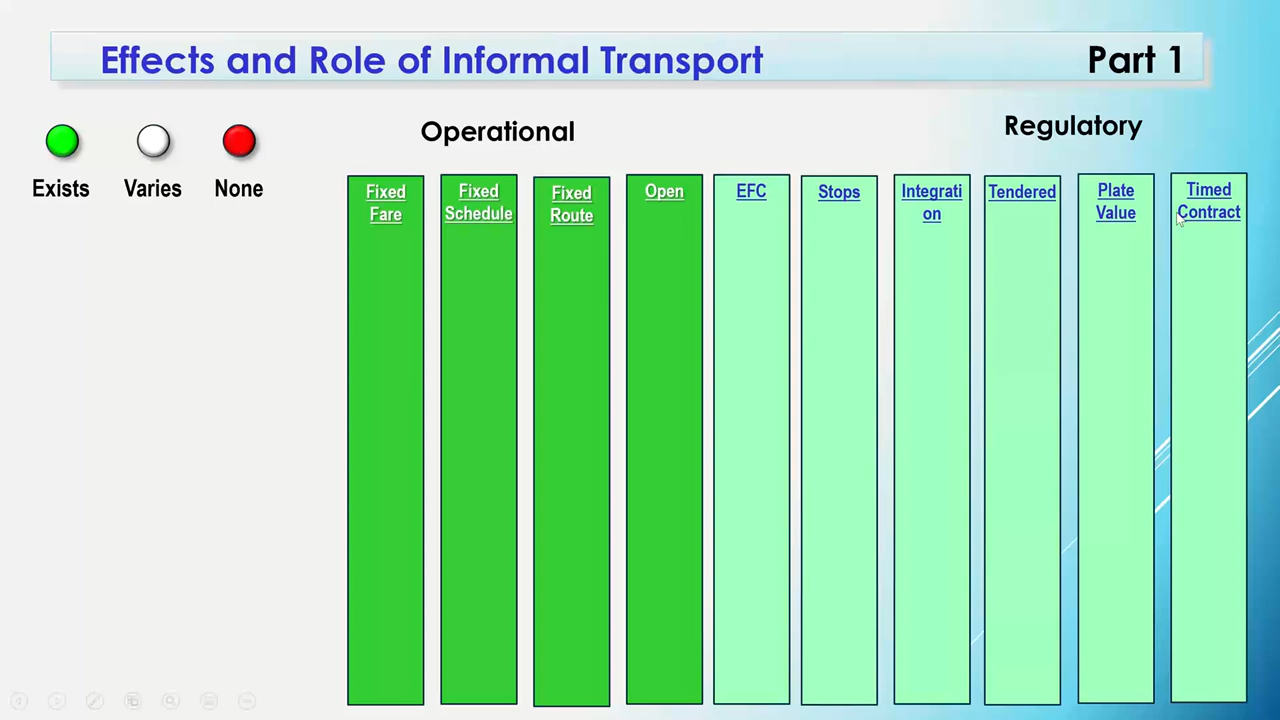 Effects and Role of Informal Transport
Part 1
Operational
Regulatory
Exists
Varies
None
Fixed
Fare
Fixed
Schedule
Fixed
Route
Open
EFC
Stops
Integrati
on
Tendered
Plate
Value
Timed
Contract